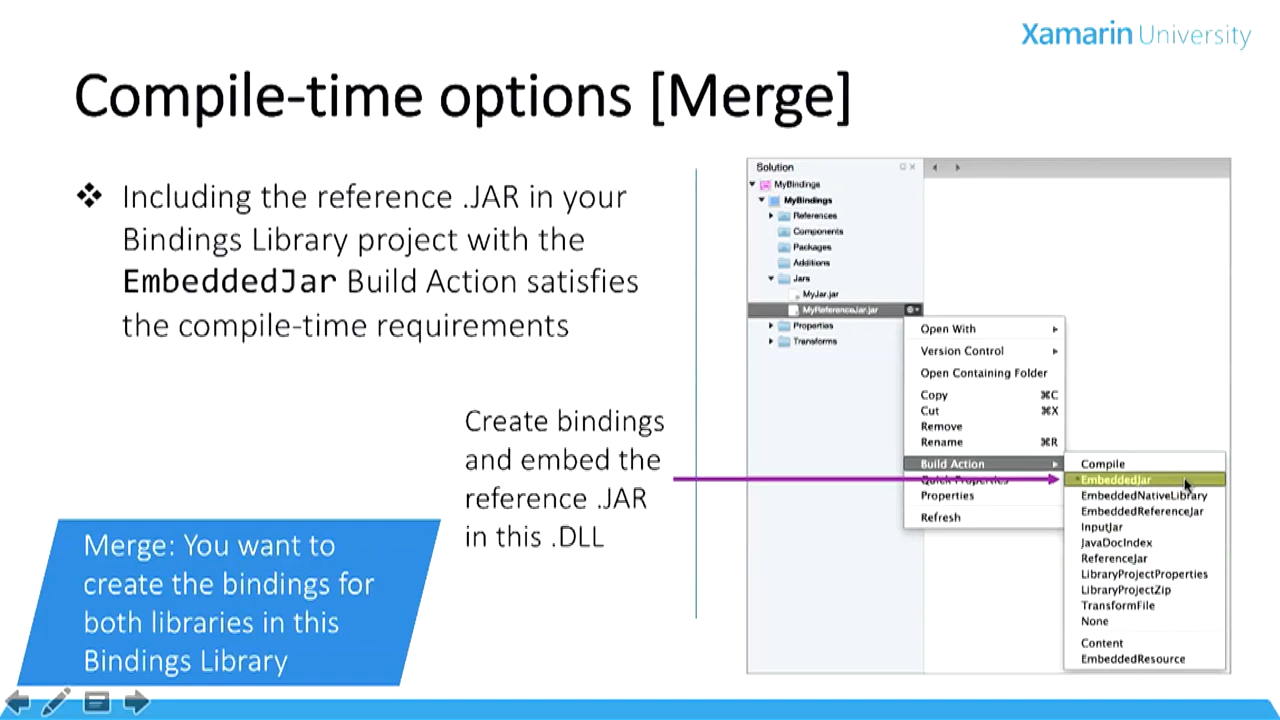 Xamarin University
Compile-time options [Merge]
❖ Including the reference .JAR in your
Bindings Library project with the
EmbeddedJar Build Action satisfies
the compile-time requirements
Create bindings
and embed the
reference .JAR
in this .DLL
Merge: You want to
create the bindings for
both libraries in this
Bindings Library
Solution
MyBindings
MyBindings
References
Components
Packages
Additions
Jars
MyJar.jar
MyReferenceJar.jar
Properties
Transforms
Open With
Version Control
Open Containing Folder
Copy ⌘C
Cut ⌘X
Remove
Rename ⌘R
Build Action
Quick Properties
Properties
Refresh
Compile
EmbeddedJar
EmbeddedNativeLibrary
EmbeddedReferenceJar
InputJar
JavaDocIndex
ReferenceJar
LibraryProjectProperties
LibraryProjectZip
TransformFile
None
Content
EmbeddedResource